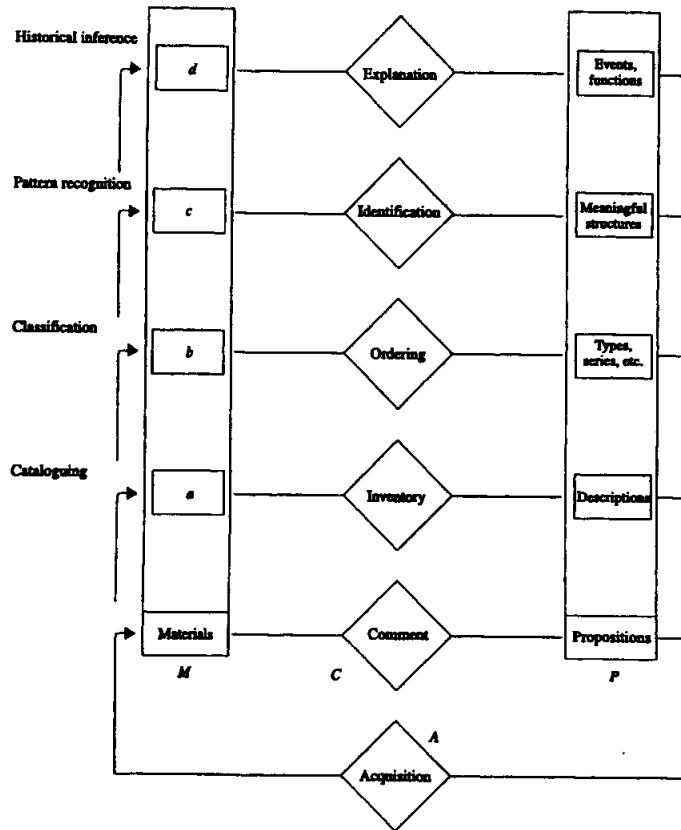 Historical inference
d
Explanation
Events,
functions
Pattern recognition
c
Identification
Meaningful
structures
Classification
b
Ordering
Types,
series, etc.
Cataloguing
a
Inventory
Descriptions
Materials
Comment
Propositions
M
C
P
A
Acquisition